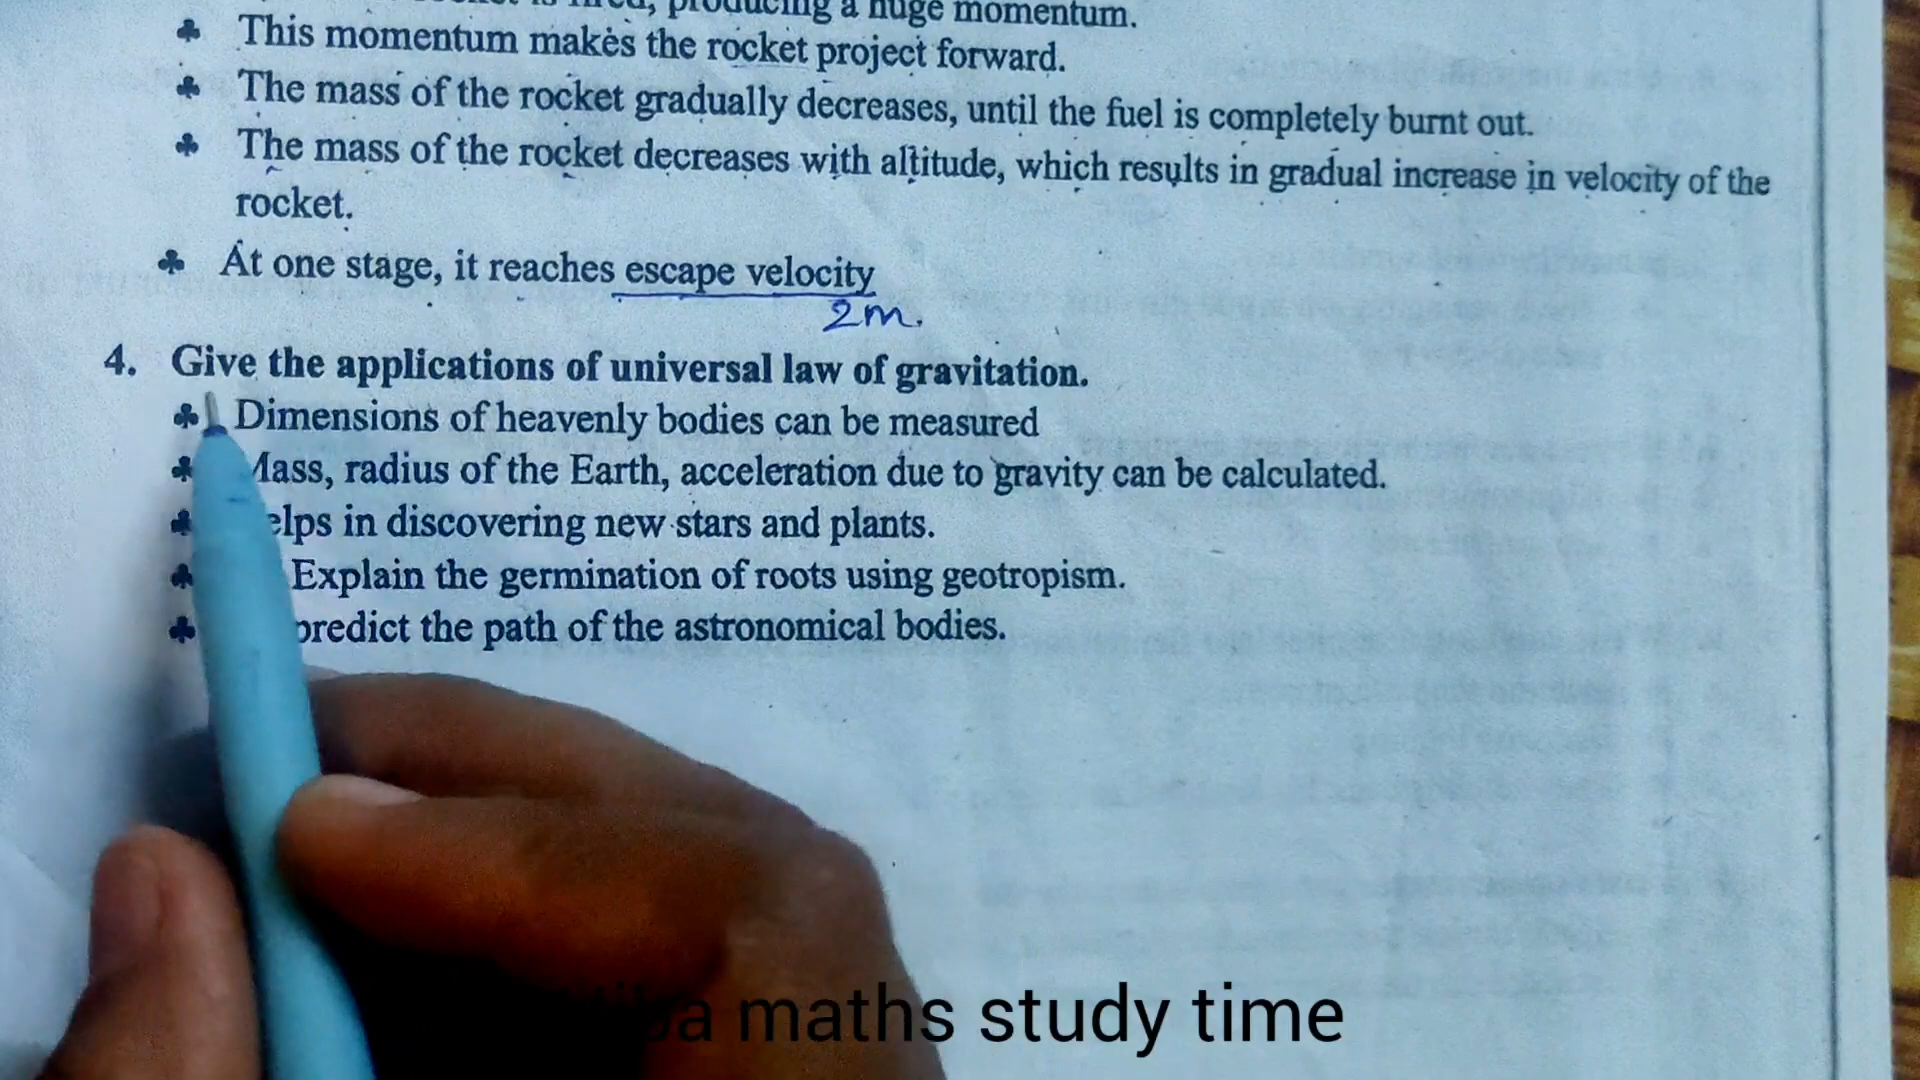 producing a huge momentum.
♣ This momentum makes the rocket project forward.
♣ The mass of the rocket gradually decreases, until the fuel is completely burnt out.
♣ The mass of the rocket decreases with altitude, which results in gradual increase in velocity of the
rocket.
♣ At one stage, it reaches escape velocity
2m.
4. Give the applications of universal law of gravitation.
♣ Dimensions of heavenly bodies can be measured
♣ Mass, radius of the Earth, acceleration due to gravity can be calculated.
♣ elps in discovering new stars and plants.
♣ Explain the germination of roots using geotropism.
♣ predict the path of the astronomical bodies.
maths study time